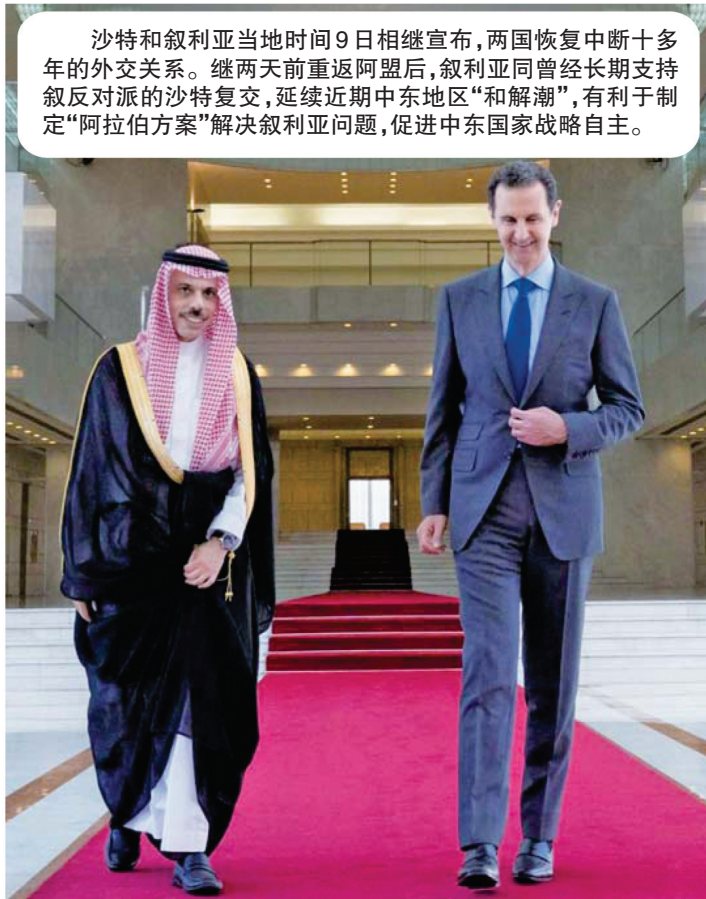 沙特和叙利亚当地时间9日相继宣布,两国恢复中断十多
年的外交关系。继两天前重返阿盟后,叙利亚同曾经长期支持
叙反对派的沙特复交,延续近期中东地区“和解潮”,有利于制
定“阿拉伯方案”解决叙利亚问题,促进中东国家战略自主。